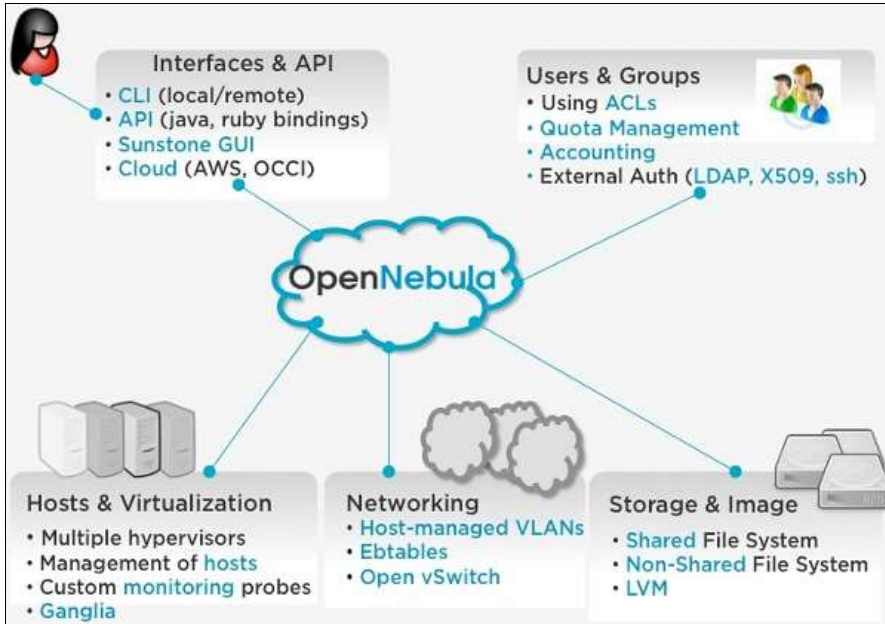 Interfaces & API
• CLI (local/remote)
• API (java, ruby bindings)
• Sunstone GUI
• Cloud (AWS, OCCI)
Users & Groups
• Using ACLs
• Quota Management
• Accounting
• External Auth (LDAP, X509, ssh)
OpenNebula
Hosts & Virtualization
• Multiple hypervisors
• Management of hosts
• Custom monitoring probes
• Ganglia
Networking
• Host-managed VLANs
• Ebtables
• Open vSwitch
Storage & Image
• Shared File System
• Non-Shared File System
• LVM